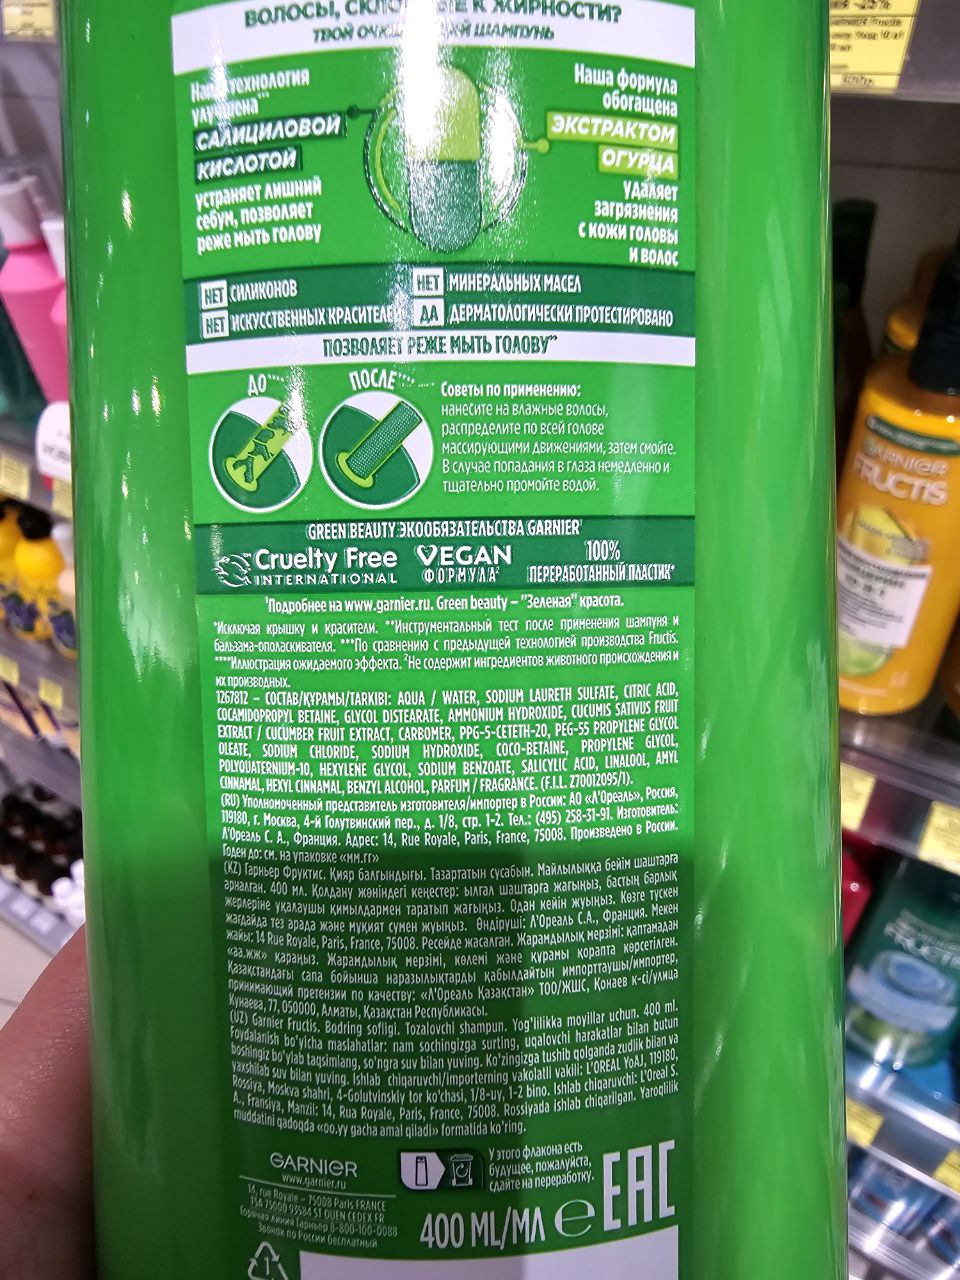 ВОЛОСЫ, СКЛОННЫЕ К ЖИРНОСТИ?
ТВОЙ ОЧИЩАЮЩИЙ ШАМПУНЬ
Наша технология
улучшена***
САЛИЦИЛОВОЙ
КИСЛОТОЙ
устраняет лишний
себум, позволяет
реже мыть голову
Наша формула
обогащена
ЭКСТРАКТОМ
ОГУРЦА
удаляет
загрязнения
с кожи головы
и волос
НЕТ СИЛИКОНОВ
НЕТ МИНЕРАЛЬНЫХ МАСЕЛ
НЕТ ИСКУССТВЕННЫХ КРАСИТЕЛЕЙ
ДА ДЕРМАТОЛОГИЧЕСКИ ПРОТЕСТИРОВАНО
ПОЗВОЛЯЕТ РЕЖЕ МЫТЬ ГОЛОВУ**
ДО****
ПОСЛЕ****
Советы по применению:
нанесите на влажные волосы,
распределите по всей голове
массирующими движениями, затем смойте.
В случае попадания в глаза немедленно и
тщательно промойте водой.
GREEN BEAUTY ЭКООБЯЗАТЕЛЬСТВА GARNIER¹
Cruelty Free
INTERNATIONAL
VEGAN
ФОРМУЛА²
100%
ПЕРЕРАБОТАННЫЙ ПЛАСТИК*
¹Подробнее на www.garnier.ru. Green beauty – "Зеленая" красота.
*Исключая крышку и красители. **Инструментальный тест после применения шампуня и
бальзама-ополаскивателя. ***По сравнению с предыдущей технологией производства Fructis.
****Иллюстрация ожидаемого эффекта. ²Не содержит ингредиентов животного происхождения и
их производных.
1267812 – СОСТАВ/ҚҰРАМЫ/TARKIBI: AQUA / WATER, SODIUM LAURETH SULFATE, CITRIC ACID,
COCAMIDOPROPYL BETAINE, GLYCOL DISTEARATE, AMMONIUM HYDROXIDE, CUCUMIS SATIVUS FRUIT
EXTRACT / CUCUMBER FRUIT EXTRACT, CARBOMER, PPG-5-CETETH-20, PEG-55 PROPYLENE GLYCOL
OLEATE, SODIUM CHLORIDE, SODIUM HYDROXIDE, COCO-BETAINE, PROPYLENE GLYCOL,
POLYQUATERNIUM-10, HEXYLENE GLYCOL, SODIUM BENZOATE, SALICYLIC ACID, LINALOOL, AMYL
CINNAMAL, HEXYL CINNAMAL, BENZYL ALCOHOL, PARFUM / FRAGRANCE. (F.I.L. Z70012095/1).
(RU) Уполномоченный представитель изготовителя/импортер в России: АО «Л'Ореаль», Россия,
119180, г. Москва, 4-й Голутвинский пер., д. 1/8, стр. 1-2. Тел.: (495) 258-31-91. Изготовитель:
Л'Ореаль С. А., Франция. Адрес: 14, Rue Royale, Paris, France, 75008. Произведено в России.
Годен до: см. на упаковке «мм.гг»
(KZ) Гарньер Фруктис. Қияр балғындығы. Тазартатын сусабын. Майлылыққа бейім шаштарға
арналған. 400 мл. Қолдану жөніндегі кеңестер: ылғал шаштарға жағыңыз, бастың барлық
жерлеріне уқалаушы қимылдармен таратып жағыңыз. Одан кейін жуыңыз. Көзге түскен
жағдайда тез арада және мұқият сумен жуыңыз. Өндіруші: Л'Ореаль С.А., Франция. Мекен
жайы: 14 Rue Royale, Paris, France, 75008. Ресейде жасалған. Жарамдылық мерзімі: қаптамадан
«аа.жж» қараңыз. Жарамдылық мерзімі, көлемі және құрамы қорапта көрсетілген.
Қазақстандағы сапа бойынша наразылықтарды қабылдайтын импорттаушы/импортер,
принимающий претензии по качеству: «Л'Ореаль Қазақстан» ТОО/ЖШС, Қонаев к-сі/улица
Кунаева, 77, 050000, Алматы, Қазақстан Республикасы.
(UZ) Garnier Fructis. Bodring sofligi. Tozalovchi shampun. Yog'lilikka moyillar uchun. 400 ml.
Foydalanish bo'yicha maslahatlar: nam sochingizga surting, uqalovchi harakatlar bilan butun
boshingiz bo'ylab taqsimlang, so'ngra suv bilan yuving. Ko'zingizga tushib qolganda zudlik bilan va
yaxshilab suv bilan yuving. Ishlab chiqaruvchi/importerning vakolatli vakili: L'OREAL YoAJ, 119180,
Rossiya, Moskva shahri, 4-Golutvinskiy tor ko'chasi, 1/8-uy, 1-2 bino. Ishlab chiqaruvchi: L'Oreal S.
A., Fransiya, Manzil: 14, Rua Royale, Paris, France, 75008. Rossiyada ishlab chiqarilgan. Yaroqlilik
muddatini qadoqda «oo.yy gacha amal qiladi» formatida ko'ring.
GARNIER
www.garnier.ru
14, rue Royale – 75008 Paris FRANCE
TSA 75000 93584 ST OUEN CEDEX FR
Горячая линия Гарньер 8-800-100-0088
Звонок по России бесплатный
У этого флакона есть
будущее, пожалуйста,
сдайте на переработку.
400 ML/МЛ ℮
EAC
1
GARNIER
FRUCTIS